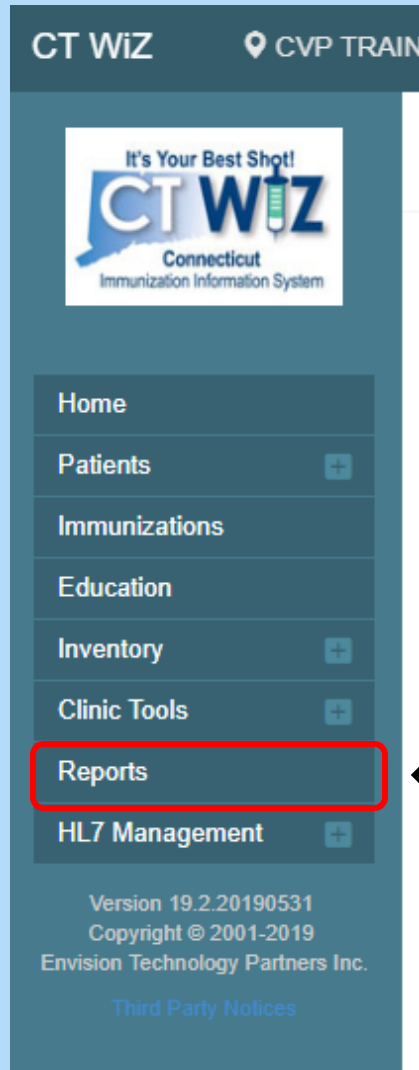 CT WiZ CVP TRAIN
It's Your Best Shot!
CT WiZ
Connecticut
Immunization Information System
Home
Patients
Immunizations
Education
Inventory
Clinic Tools
Reports
HL7 Management
Version 19.2.20190531
Copyright © 2001-2019
Envision Technology Partners Inc.
Third Party Notices